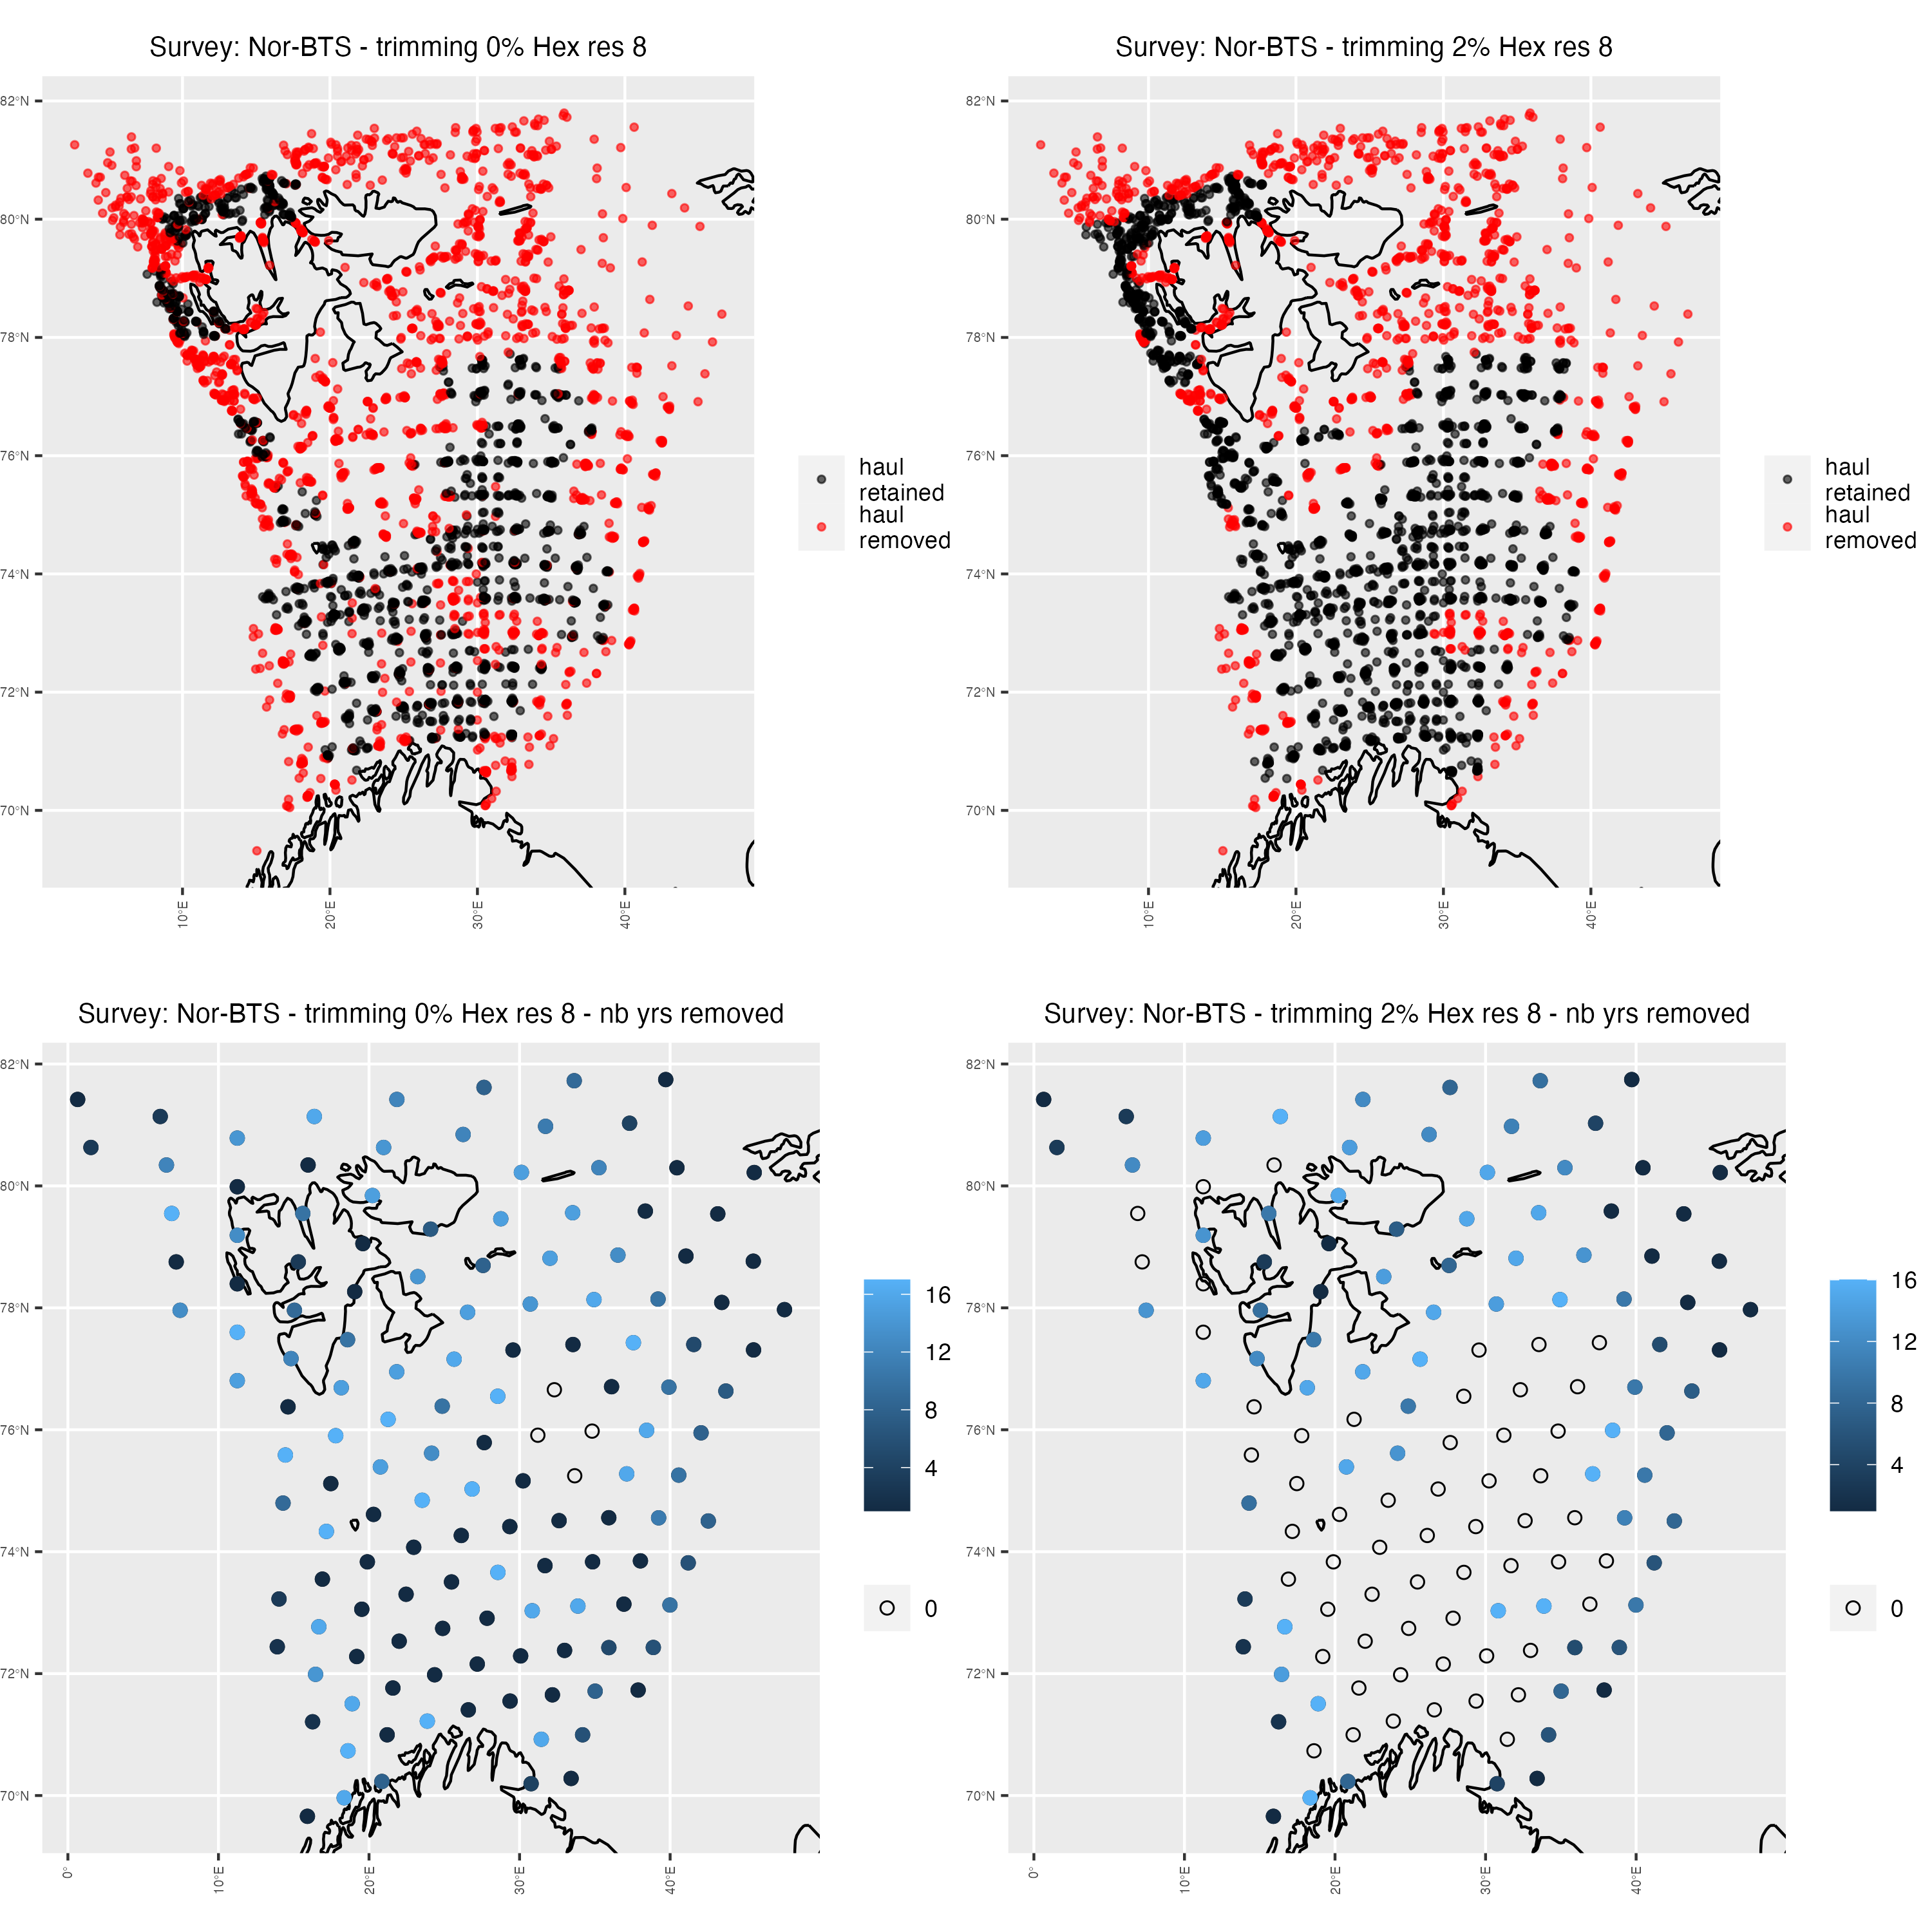 Survey: Nor-BTS - trimming 0% Hex res 8
82°N
80°N
78°N
76°N
74°N
72°N
70°N
10°E
20°E
30°E
40°E
haul
retained
haul
removed
Survey: Nor-BTS - trimming 2% Hex res 8
82°N
80°N
78°N
76°N
74°N
72°N
70°N
10°E
20°E
30°E
40°E
haul
retained
haul
removed
Survey: Nor-BTS - trimming 0% Hex res 8 - nb yrs removed
82°N
80°N
78°N
76°N
74°N
72°N
70°N
0°
10°E
20°E
30°E
40°E
16
12
8
4
0
Survey: Nor-BTS - trimming 2% Hex res 8 - nb yrs removed
82°N
80°N
78°N
76°N
74°N
72°N
70°N
0°
10°E
20°E
30°E
40°E
16
12
8
4
0